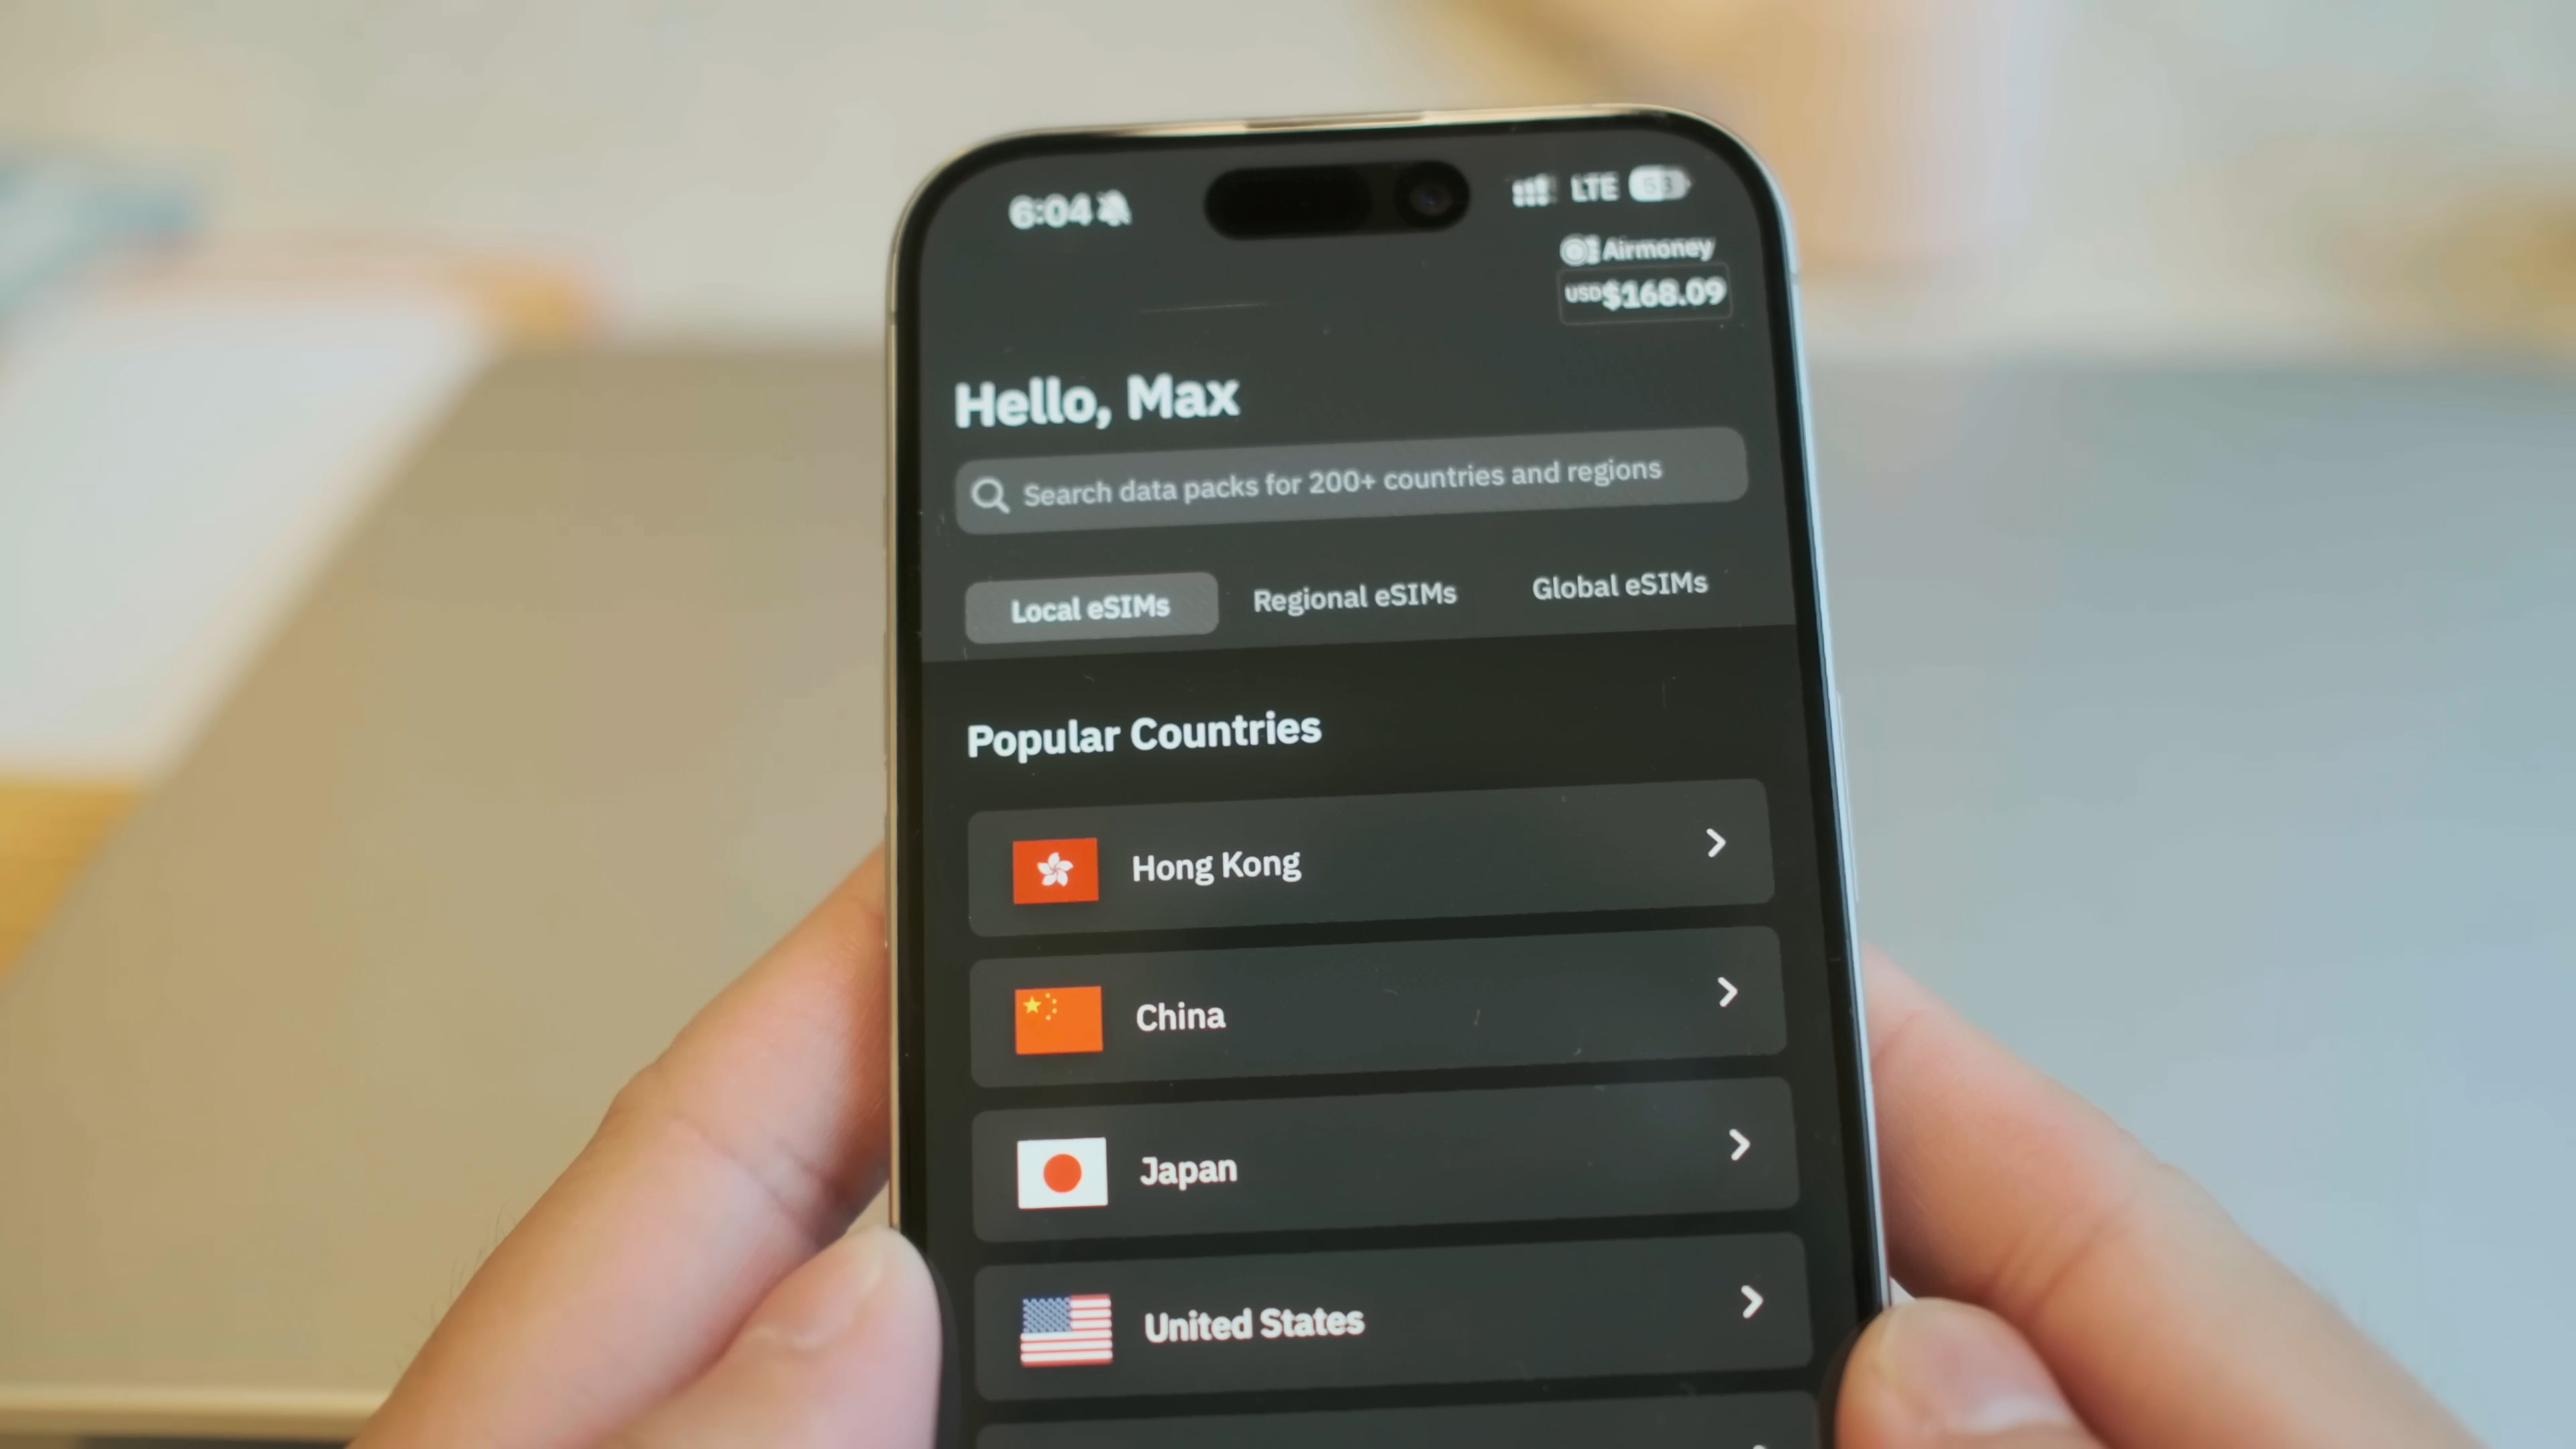 6:04
LTE 53
Airmoney
USD$168.09
Hello, Max
Search data packs for 200+ countries and regions
Local eSIMs Regional eSIMs Global eSIMs
Popular Countries
Hong Kong
China
Japan
United States